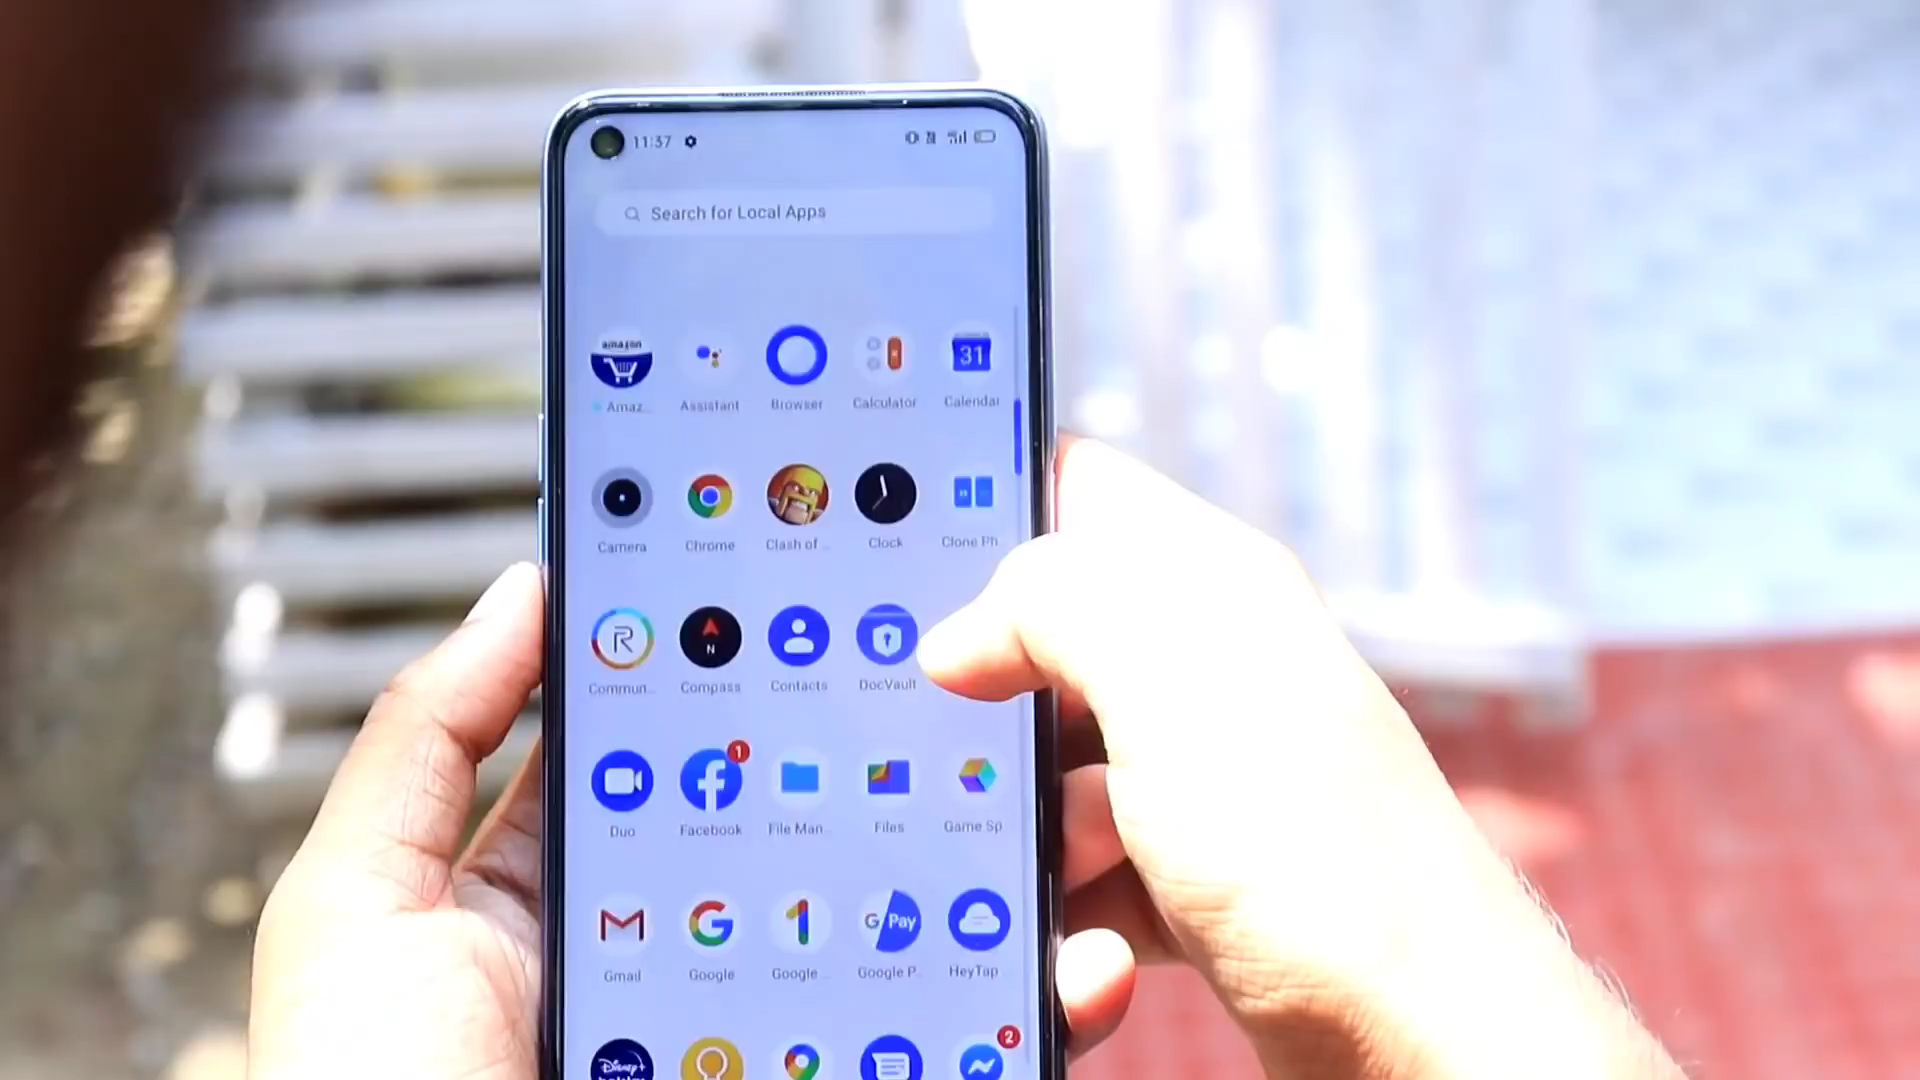 11:37
Search for Local Apps
amazon
31
Amaz...
Assistant
Browser
Calculator
Calendar
Camera
Chrome
Clash of ...
Clock
Clone Ph...
R
N
Commun...
Compass
Contacts
DocVault
1
Duo
Facebook
File Man...
Files
Game Sp
G Pay
Gmail
Google
Google ...
Google P...
HeyTap
2
Disney+
hotstar